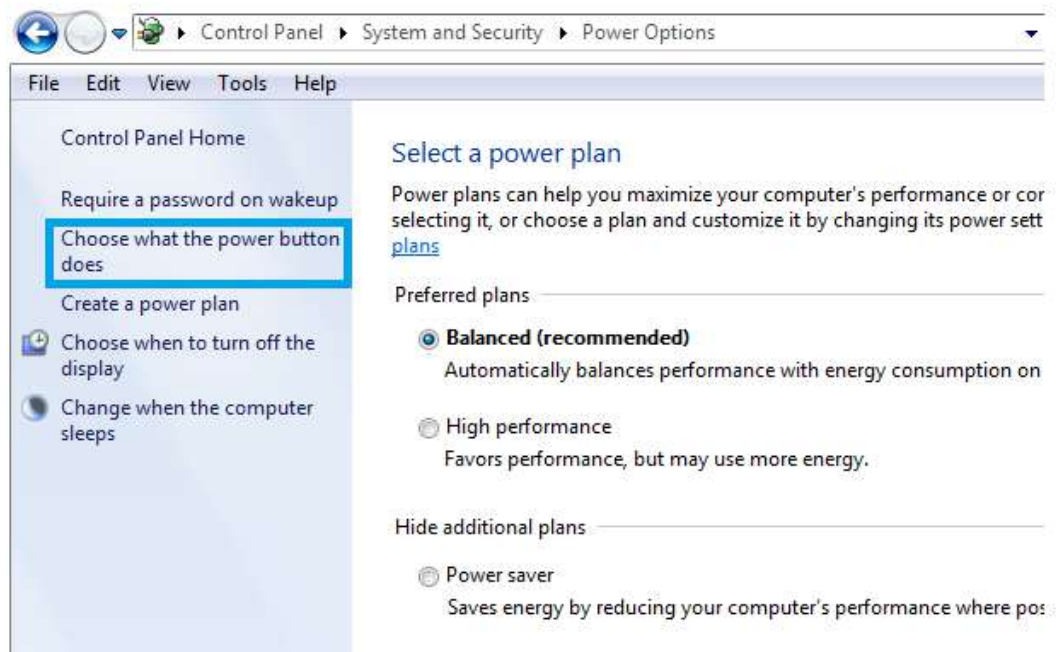 Control Panel ▸ System and Security ▸ Power Options
File Edit View Tools Help
Control Panel Home
Require a password on wakeup
Choose what the power button
does
Create a power plan
Choose when to turn off the
display
Change when the computer
sleeps
Select a power plan
Power plans can help you maximize your computer's performance or cor
selecting it, or choose a plan and customize it by changing its power sett
plans
Preferred plans
Balanced (recommended)
Automatically balances performance with energy consumption on
High performance
Favors performance, but may use more energy.
Hide additional plans
Power saver
Saves energy by reducing your computer's performance where pos